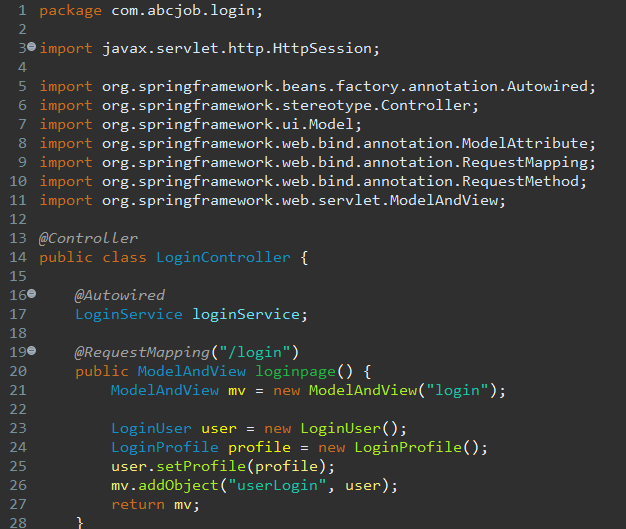 1 package com.abcjob.login;
2
3 import javax.servlet.http.HttpSession;
4
5 import org.springframework.beans.factory.annotation.Autowired;
6 import org.springframework.stereotype.Controller;
7 import org.springframework.ui.Model;
8 import org.springframework.web.bind.annotation.ModelAttribute;
9 import org.springframework.web.bind.annotation.RequestMapping;
10 import org.springframework.web.bind.annotation.RequestMethod;
11 import org.springframework.web.servlet.ModelAndView;
12
13 @Controller
14 public class LoginController {
15
16     @Autowired
17     LoginService loginService;
18
19     @RequestMapping("/login")
20     public ModelAndView loginpage() {
21         ModelAndView mv = new ModelAndView("login");
22
23         LoginUser user = new LoginUser();
24         LoginProfile profile = new LoginProfile();
25         user.setProfile(profile);
26         mv.addObject("userLogin", user);
27         return mv;
28     }